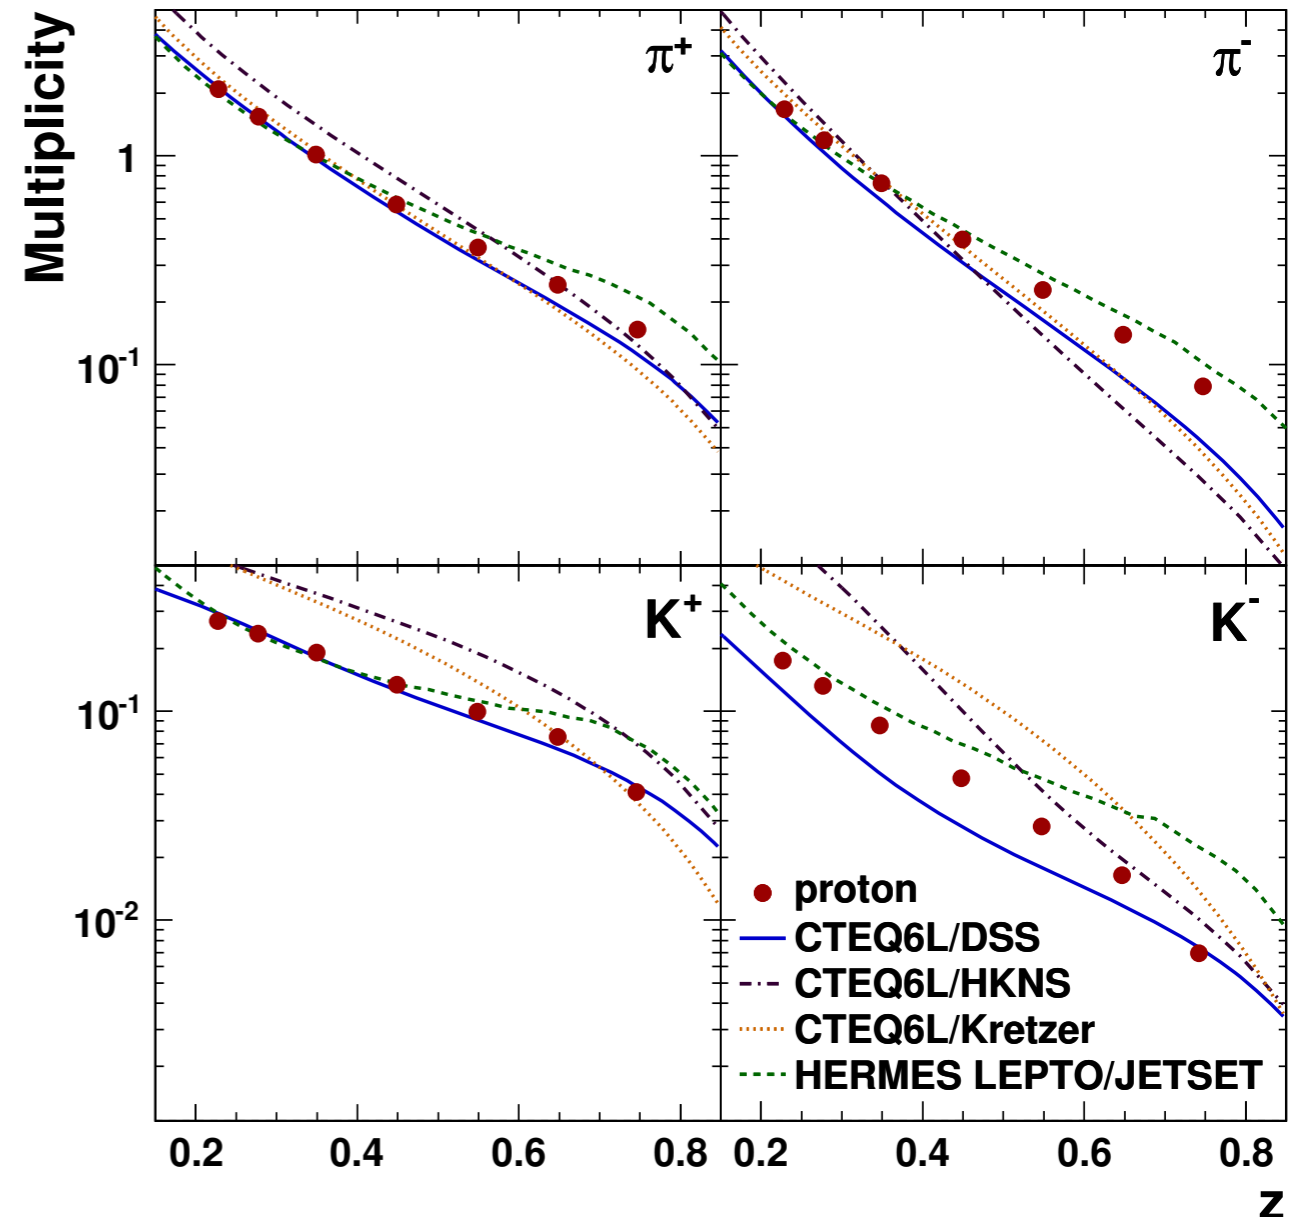 Multiplicity
π+
π-
1
10-1
K+
K-
10-1
10-2
proton
CTEQ6L/DSS
CTEQ6L/HKNS
CTEQ6L/Kretzer
HERMES LEPTO/JETSET
0.2 0.4 0.6 0.8 0.2 0.4 0.6 0.8
z